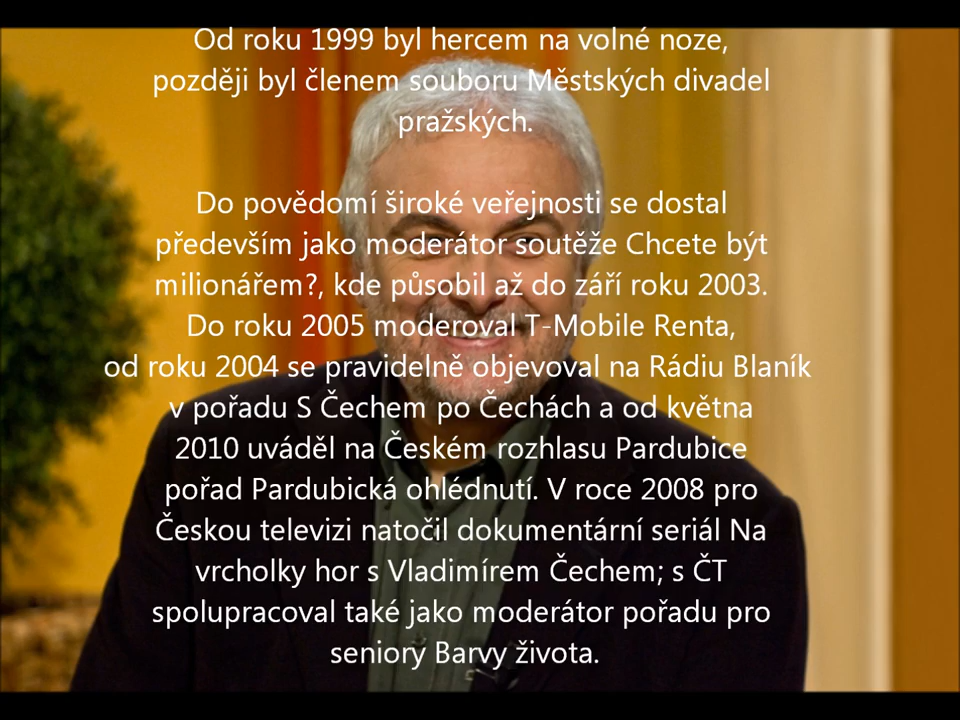 Od roku 1999 byl hercem na volné noze,
později byl členem souboru Městských divadel
pražských.
Do povědomí široké veřejnosti se dostal
především jako moderátor soutěže Chcete být
milionářem?, kde působil až do září roku 2003.
Do roku 2005 moderoval T-Mobile Renta,
od roku 2004 se pravidelně objevoval na Rádiu Blaník
v pořadu S Čechem po Čechách a od května
2010 uváděl na Českém rozhlasu Pardubice
pořad Pardubická ohlédnutí. V roce 2008 pro
Českou televizi natočil dokumentární seriál Na
vrcholky hor s Vladimírem Čechem; s ČT
spolupracoval také jako moderátor pořadu pro
seniory Barvy života.